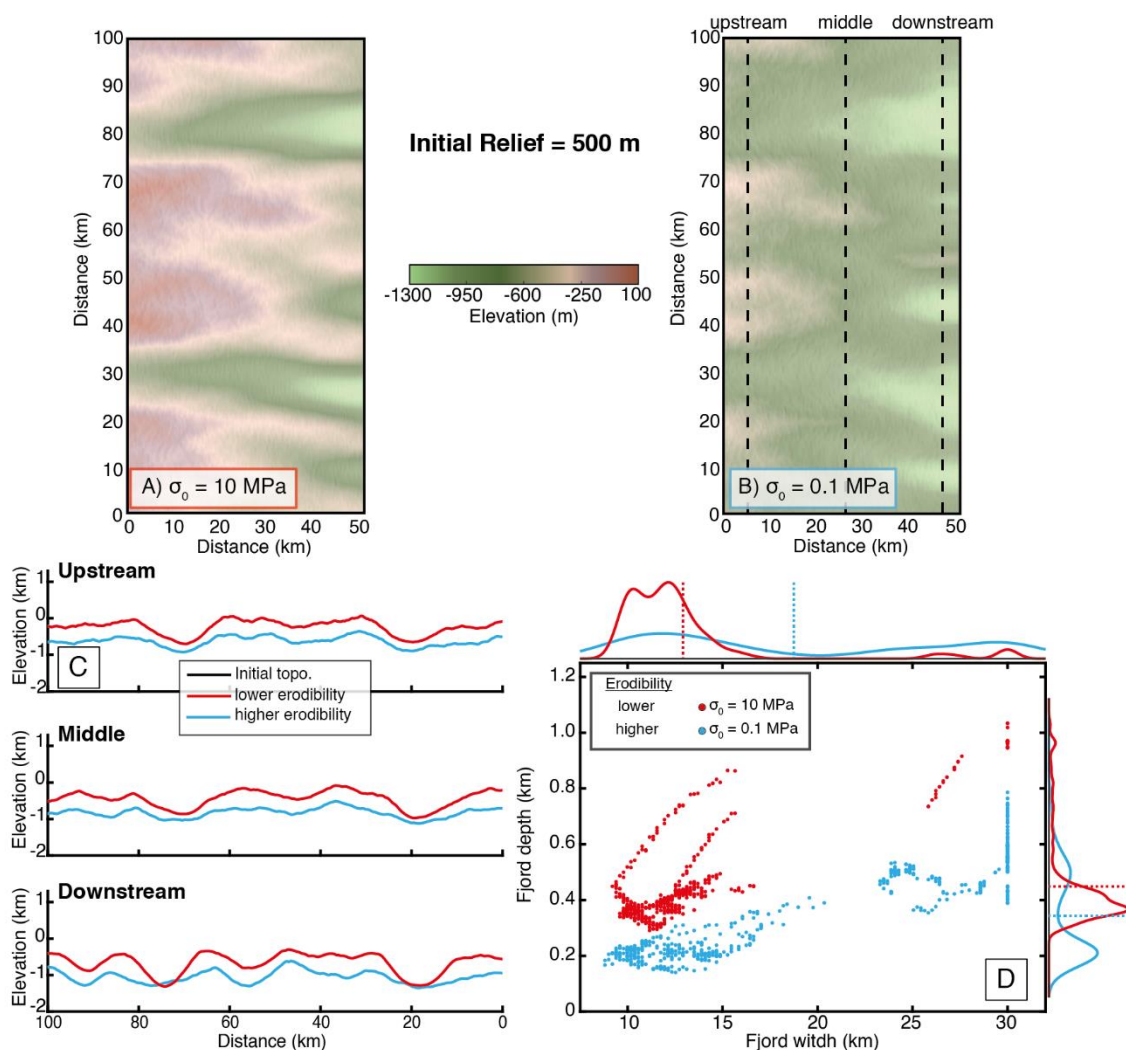 upstream middle downstream
100
90
80
70
60
50
40
30
20
10
0
Distance (km)
0 10 20 30 40 50
Distance (km)
A) σ₀ = 10 MPa
Initial Relief = 500 m
-1300 -950 -600 -250 100
Elevation (m)
100
90
80
70
60
50
40
30
20
10
0
Distance (km)
0 10 20 30 40 50
Distance (km)
B) σ₀ = 0.1 MPa
Upstream
Elevation (km)
1
0
-1
-2
C
Initial topo.
lower erodibility
higher erodibility
Middle
Elevation (km)
1
0
-1
-2
Downstream
Elevation (km)
1
0
-1
-2
100 80 60 40 20 0
Distance (km)
Erodibility
lower σ₀ = 10 MPa
higher σ₀ = 0.1 MPa
1.2
1.0
0.8
0.6
0.4
0.2
0
Fjord depth (km)
D
10 15 20 25 30
Fjord witdh (km)